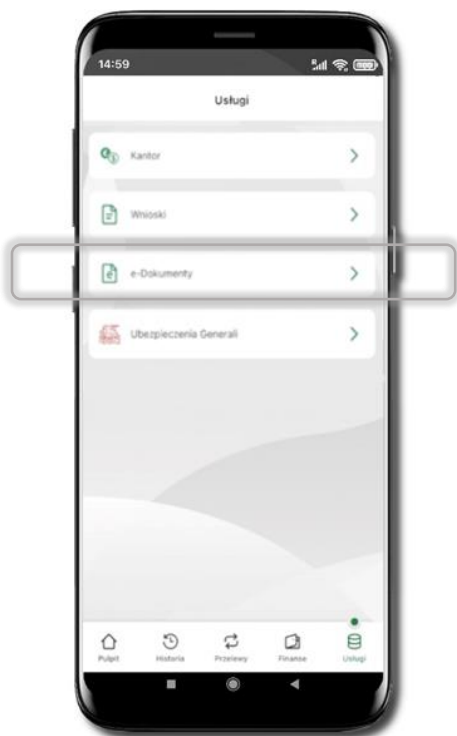 14:59
Usługi
Kantor
Wnioski
e-Dokumenty
Ubezpieczenia Generali
Pulpit Historia Przelewy Finanse Usługi